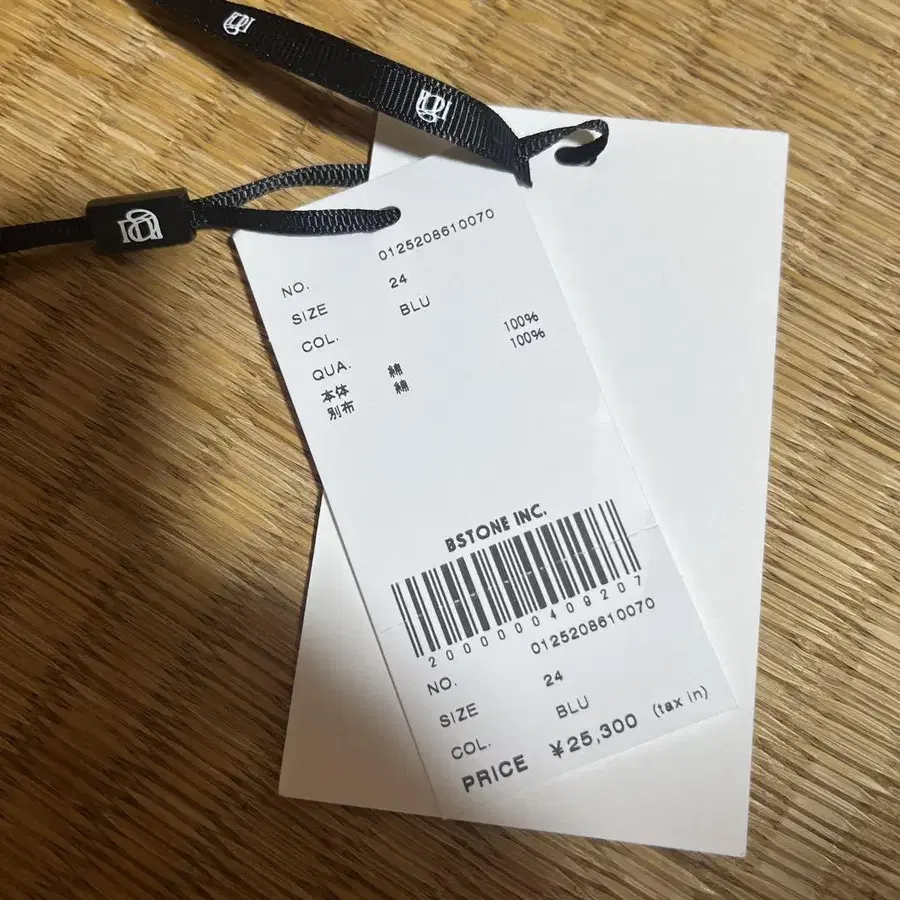 NO. 0125208610070
SIZE 24
COL. BLU
QUA.
本体 綿 100%
別布 綿 100%
BSTONE INC.
2000000409207
NO. 0125208610070
SIZE 24
COL. BLU
PRICE ¥25,300 (tax in)